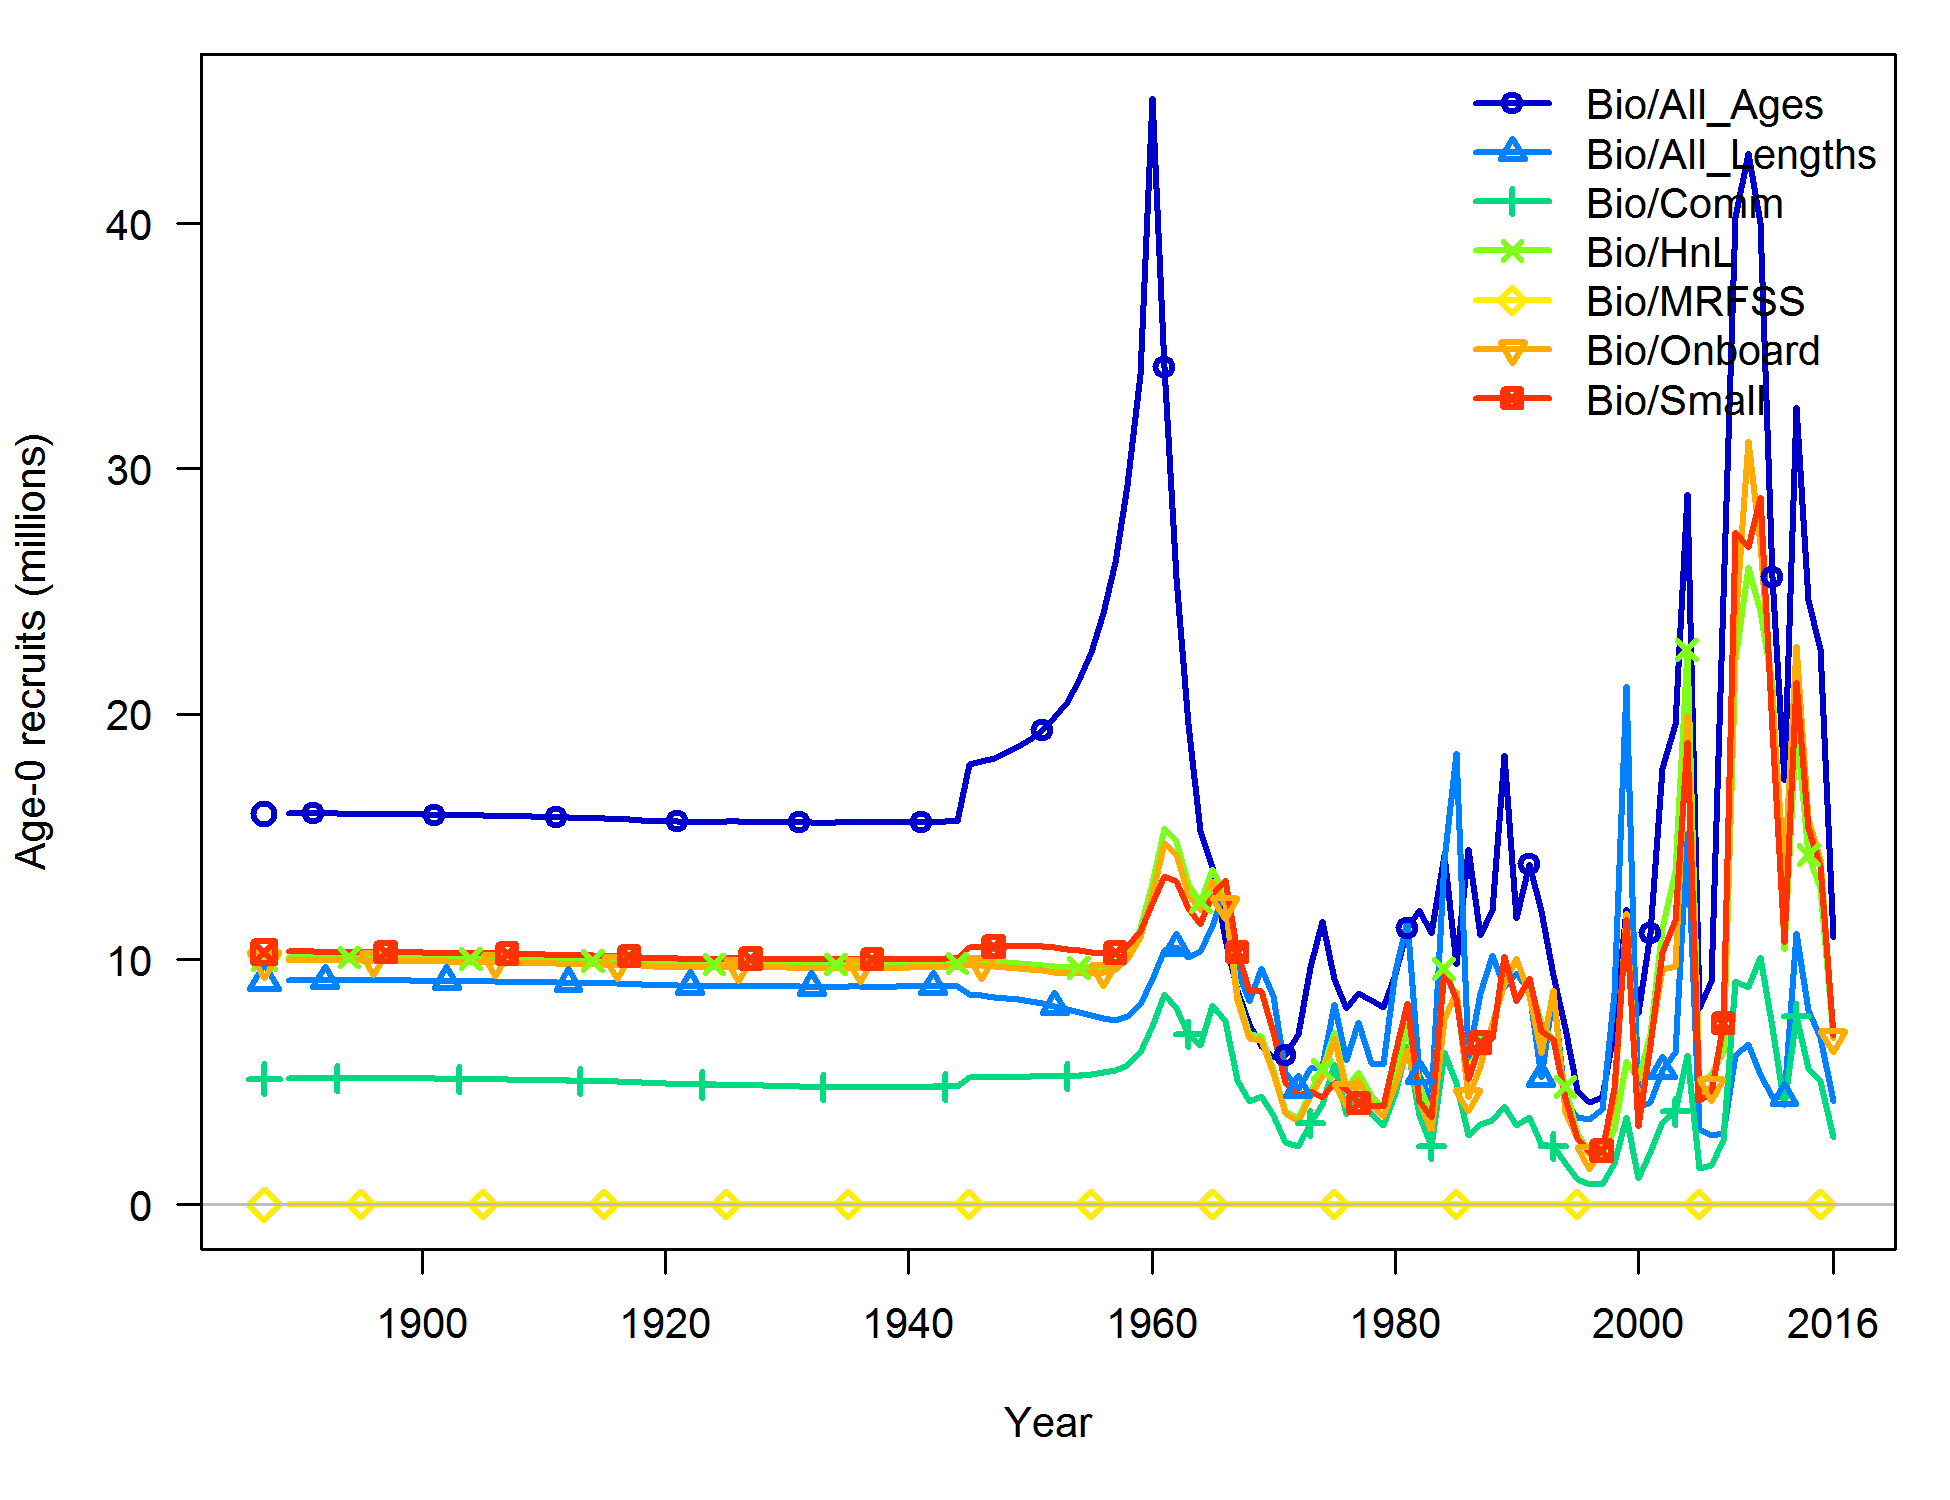 Bio/All_Ages
Bio/All_Lengths
Bio/Comm
Bio/HnL
Bio/MRFSS
Bio/Onboard
Bio/Small
Age-0 recruits (millions)
40
30
20
10
0
1900 1920 1940 1960 1980 2000 2016
Year